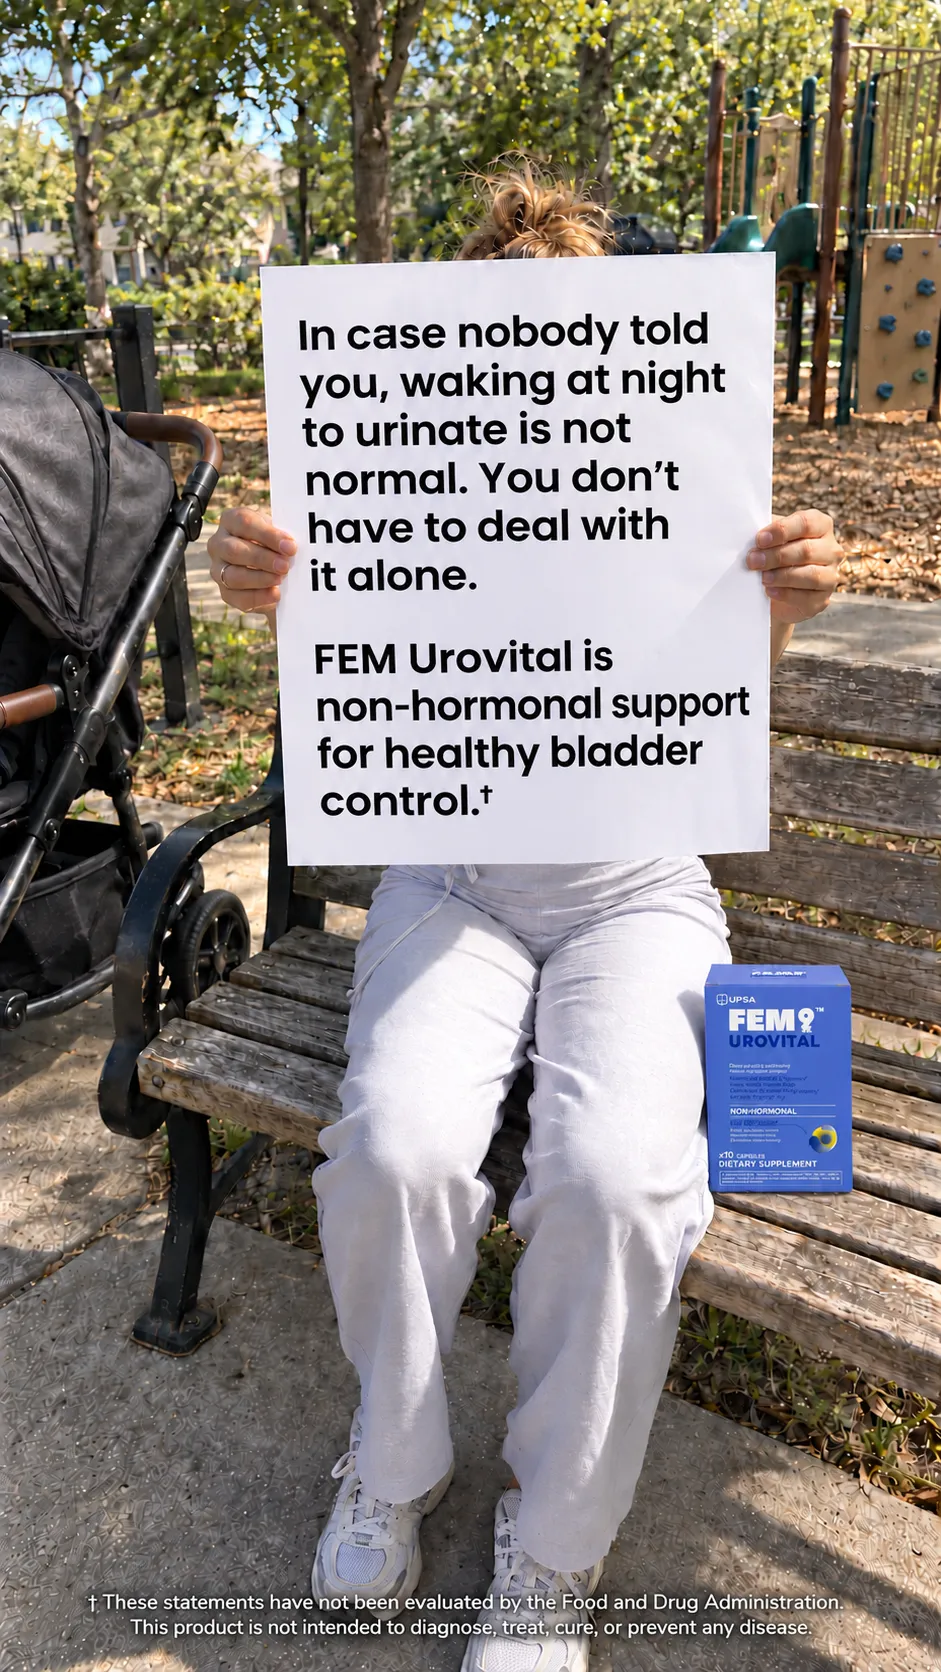 In case nobody told
you, waking at night
to urinate is not
normal. You don't
have to deal with
it alone.
FEM Urovital is
non-hormonal support
for healthy bladder
control.†
UPSA
FEM ™
UROVITAL
NON-HORMONAL
x10 CAPSULES
DIETARY SUPPLEMENT
† These statements have not been evaluated by the Food and Drug Administration.
This product is not intended to diagnose, treat, cure, or prevent any disease.